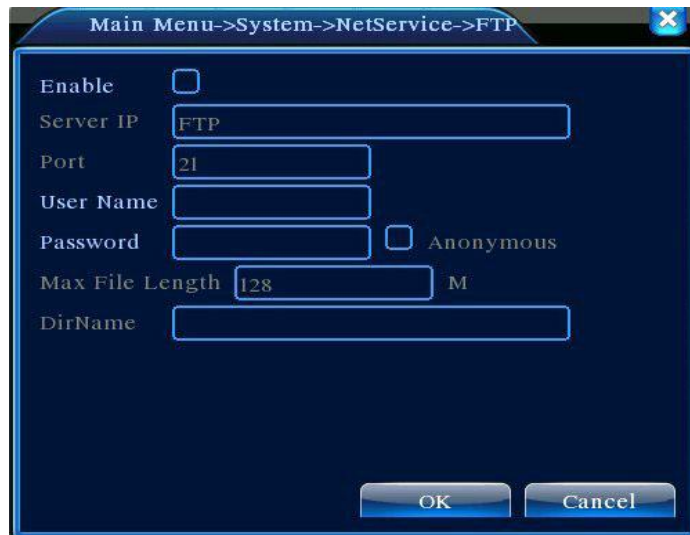 Main Menu->System->NetService->FTP
Enable
Server IP FTP
Port 21
User Name
Password Anonymous
Max File Length 128 M
DirName
OK Cancel